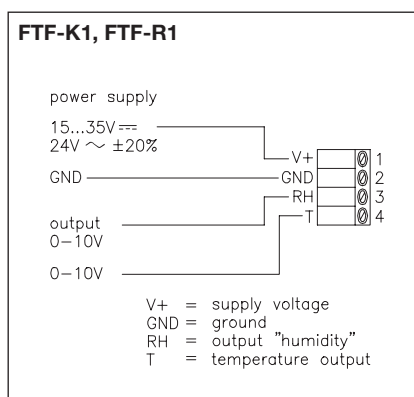 FTF-K1, FTF-R1
power supply
15...35V ⎓
24V ~ ±20%
GND
output
0-10V
0-10V
V+ 1
GND 2
RH 3
T 4
V+ = supply voltage
GND = ground
RH = output "humidity"
T = temperature output